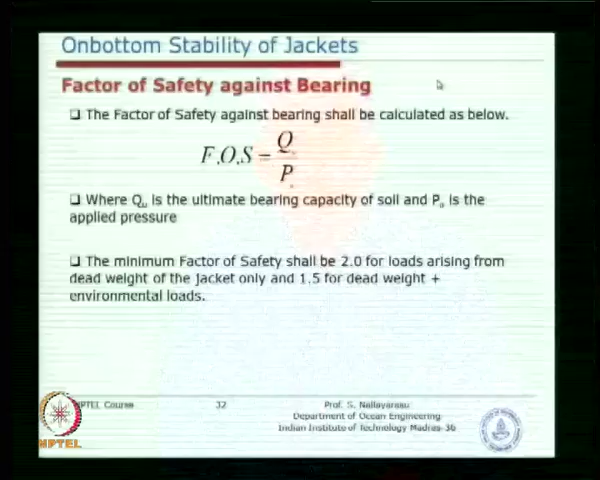 Onbottom Stability of Jackets
Factor of Safety against Bearing
❑ The Factor of Safety against bearing shall be calculated as below.
F.O.S = Q / P
❑ Where Qu is the ultimate bearing capacity of soil and Po is the
applied pressure
❑ The minimum Factor of Safety shall be 2.0 for loads arising from
dead weight of the jacket only and 1.5 for dead weight +
environmental loads.
NPTEL Course
32
Prof. S. Nallayarasu
Department of Ocean Engineering
Indian Institute of Technology Madras-36
NPTEL